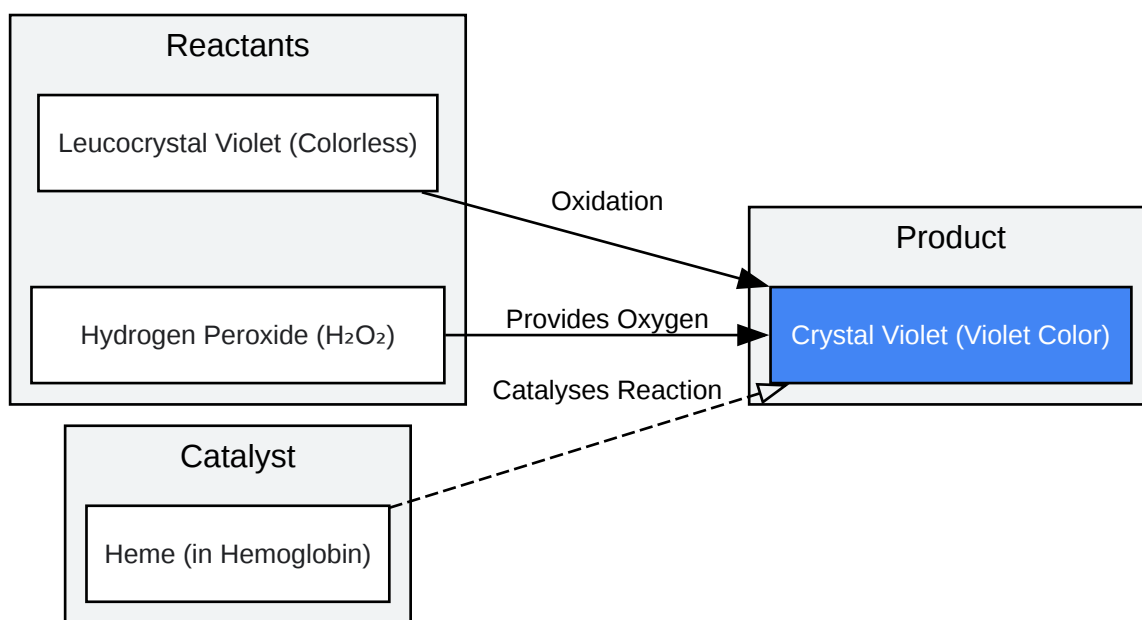 Reactants
Leucocrystal Violet (Colorless)
Oxidation
Product
Hydrogen Peroxide (H₂O₂)
Provides Oxygen
Crystal Violet (Violet Color)
Catalyses Reaction
Catalyst
Heme (in Hemoglobin)